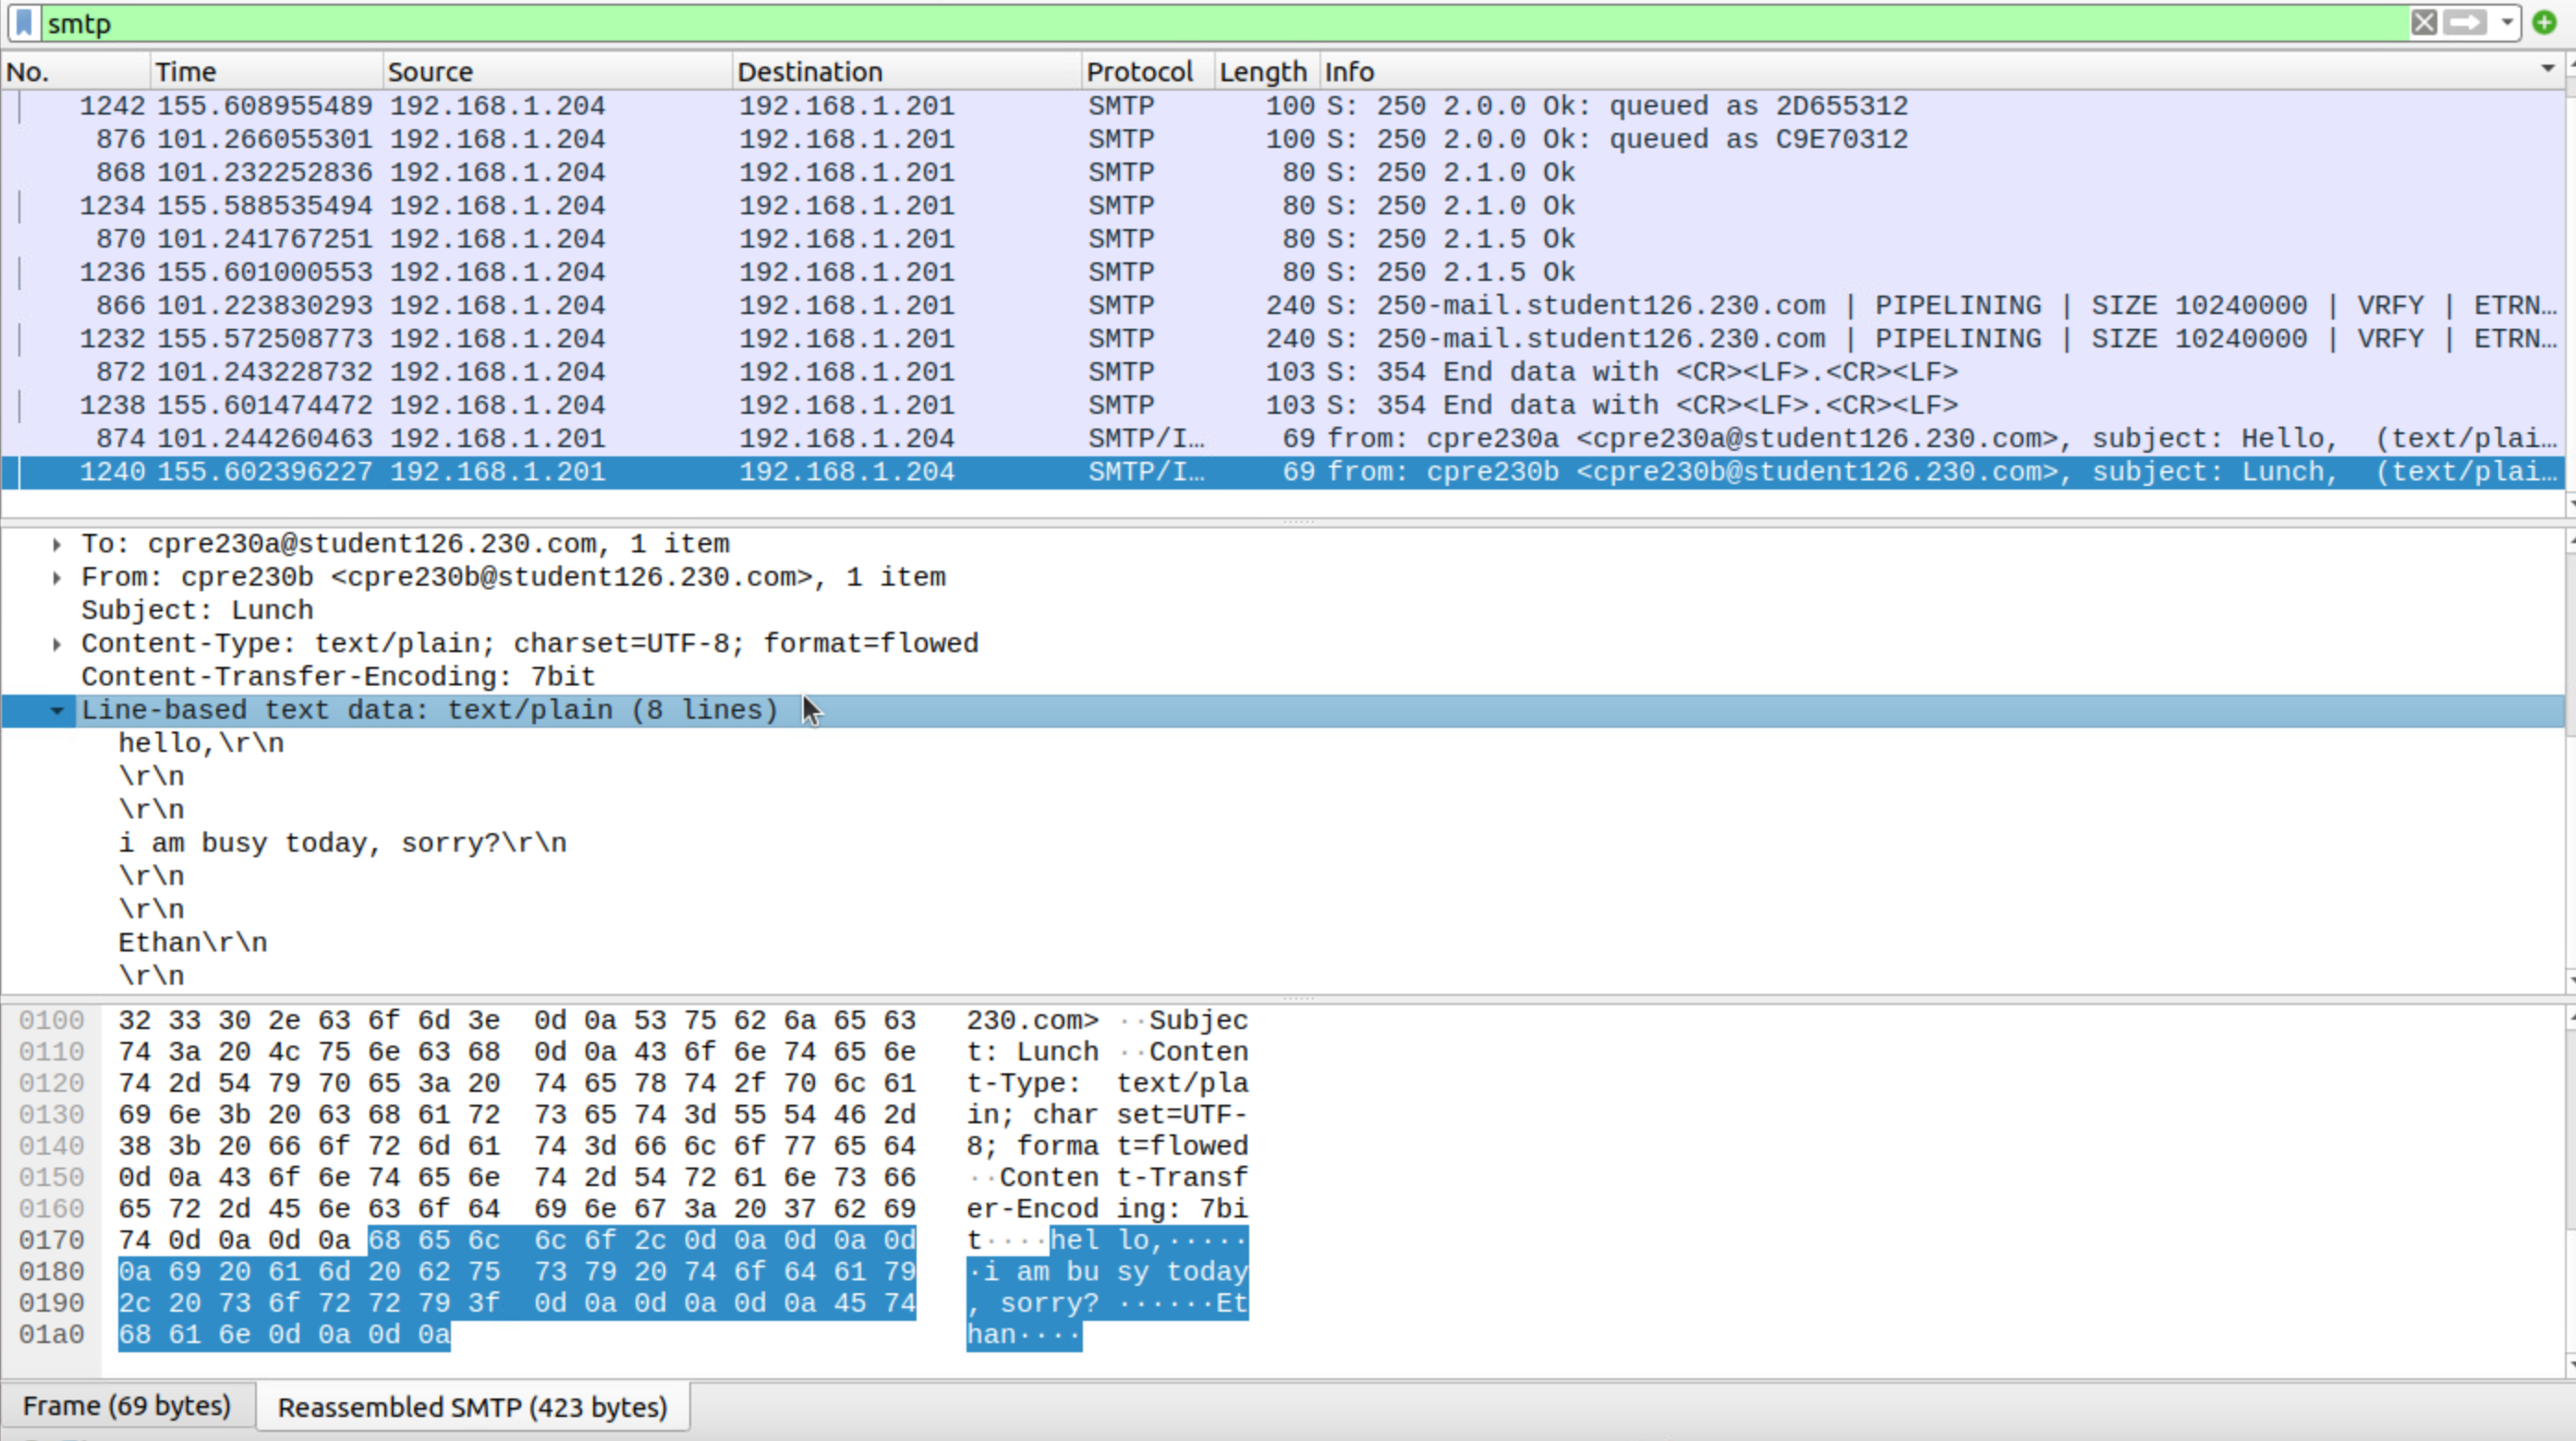 smtp
No. Time Source Destination Protocol Length Info
1242 155.608955489 192.168.1.204 192.168.1.201 SMTP 100 S: 250 2.0.0 Ok: queued as 2D655312
876 101.266055301 192.168.1.204 192.168.1.201 SMTP 100 S: 250 2.0.0 Ok: queued as C9E70312
868 101.232252836 192.168.1.204 192.168.1.201 SMTP 80 S: 250 2.1.0 Ok
1234 155.588535494 192.168.1.204 192.168.1.201 SMTP 80 S: 250 2.1.0 Ok
870 101.241767251 192.168.1.204 192.168.1.201 SMTP 80 S: 250 2.1.5 Ok
1236 155.601000553 192.168.1.204 192.168.1.201 SMTP 80 S: 250 2.1.5 Ok
866 101.223830293 192.168.1.204 192.168.1.201 SMTP 240 S: 250-mail.student126.230.com | PIPELINING | SIZE 10240000 | VRFY | ETRN…
1232 155.572508773 192.168.1.204 192.168.1.201 SMTP 240 S: 250-mail.student126.230.com | PIPELINING | SIZE 10240000 | VRFY | ETRN…
872 101.243228732 192.168.1.204 192.168.1.201 SMTP 103 S: 354 End data with <CR><LF>.<CR><LF>
1238 155.601474472 192.168.1.204 192.168.1.201 SMTP 103 S: 354 End data with <CR><LF>.<CR><LF>
874 101.244260463 192.168.1.201 192.168.1.204 SMTP/I… 69 from: cpre230a <cpre230a@student126.230.com>, subject: Hello, (text/plai…
1240 155.602396227 192.168.1.201 192.168.1.204 SMTP/I… 69 from: cpre230b <cpre230b@student126.230.com>, subject: Lunch, (text/plai…
To: cpre230a@student126.230.com, 1 item
From: cpre230b <cpre230b@student126.230.com>, 1 item
Subject: Lunch
Content-Type: text/plain; charset=UTF-8; format=flowed
Content-Transfer-Encoding: 7bit
Line-based text data: text/plain (8 lines)
hello,\r\n
\r\n
\r\n
i am busy today, sorry?\r\n
\r\n
\r\n
Ethan\r\n
\r\n
0100 32 33 30 2e 63 6f 6d 3e 0d 0a 53 75 62 6a 65 63 230.com> ··Subjec
0110 74 3a 20 4c 75 6e 63 68 0d 0a 43 6f 6e 74 65 6e t: Lunch ··Conten
0120 74 2d 54 79 70 65 3a 20 74 65 78 74 2f 70 6c 61 t-Type: text/pla
0130 69 6e 3b 20 63 68 61 72 73 65 74 3d 55 54 46 2d in; char set=UTF-
0140 38 3b 20 66 6f 72 6d 61 74 3d 66 6c 6f 77 65 64 8; forma t=flowed
0150 0d 0a 43 6f 6e 74 65 6e 74 2d 54 72 61 6e 73 66 ··Conten t-Transf
0160 65 72 2d 45 6e 63 6f 64 69 6e 67 3a 20 37 62 69 er-Encod ing: 7bi
0170 74 0d 0a 0d 0a 68 65 6c 6c 6f 2c 0d 0a 0d 0a 0d t····hel lo,·····
0180 0a 69 20 61 6d 20 62 75 73 79 20 74 6f 64 61 79 ·i am bu sy today
0190 2c 20 73 6f 72 72 79 3f 0d 0a 0d 0a 0d 0a 45 74 , sorry? ······Et
01a0 68 61 6e 0d 0a 0d 0a han····
Frame (69 bytes) Reassembled SMTP (423 bytes)